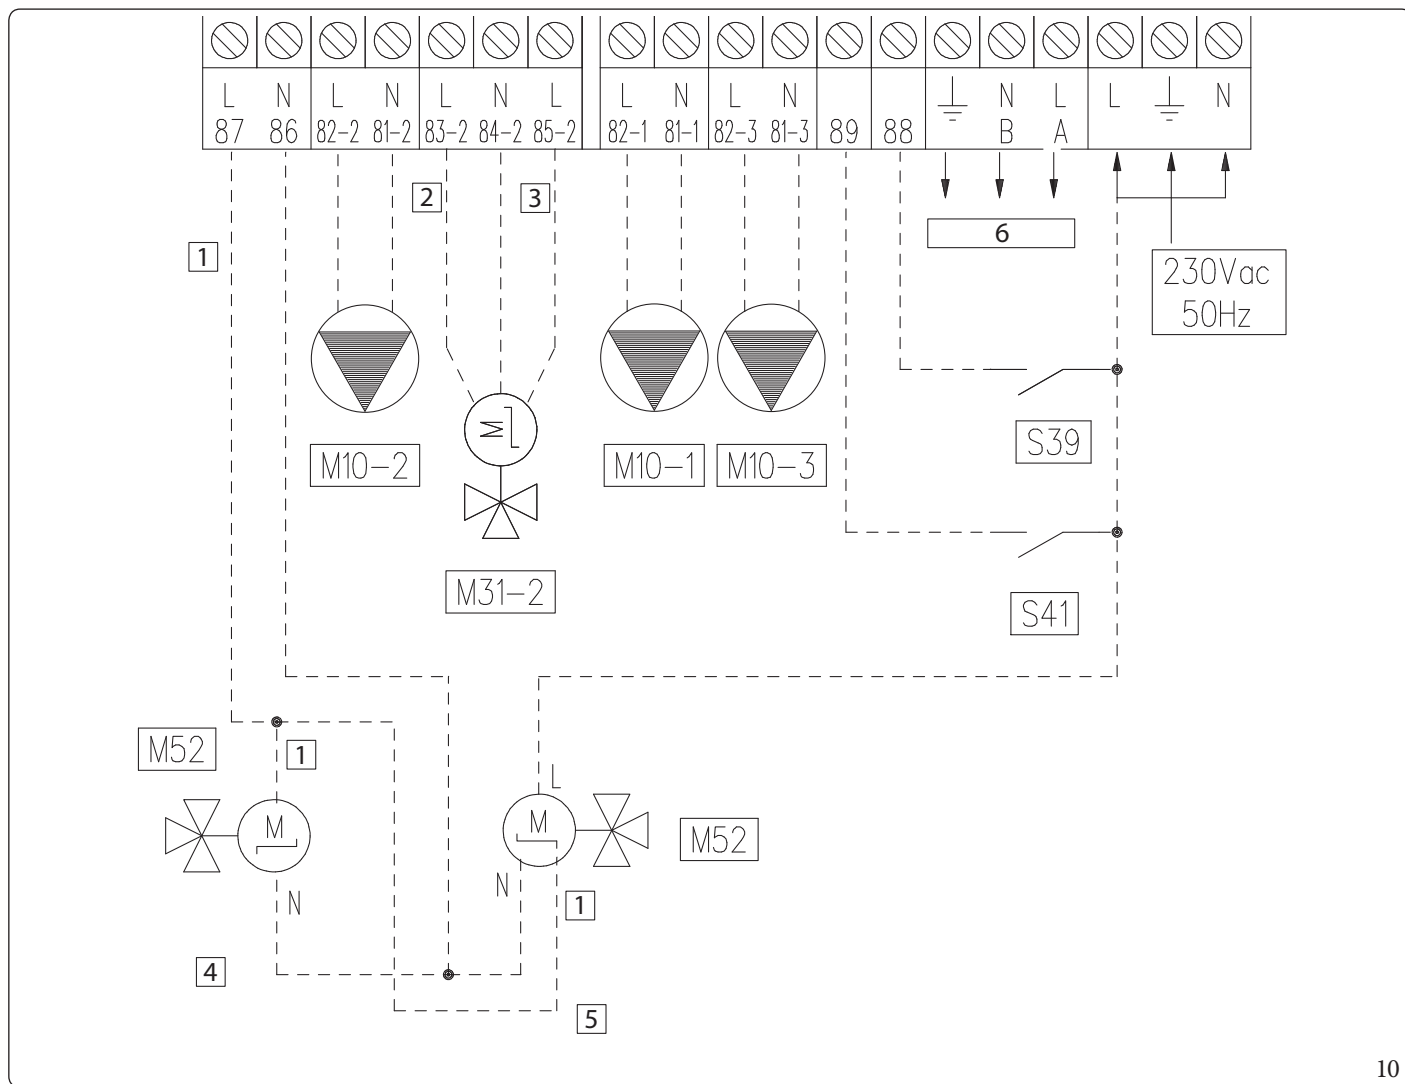 L N L N L N L L N L N N L L N
87 86 82-2 81-2 83-2 84-2 85-2 82-1 81-1 82-3 81-3 89 88 B A
2 3
1
6
230Vac
50Hz
S39
M10-2 M10-1 M10-3
M
M31-2
S41
M52
1
L
M M
M52
N
N
1
4
5
10